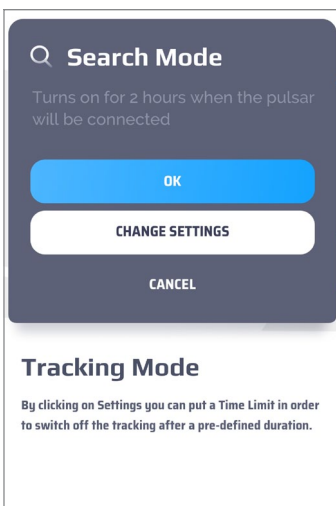 Search Mode
Turns on for 2 hours when the pulsar
will be connected
OK
CHANGE SETTINGS
CANCEL
Tracking Mode
By clicking on Settings you can put a Time Limit in order
to switch off the tracking after a pre-defined duration.